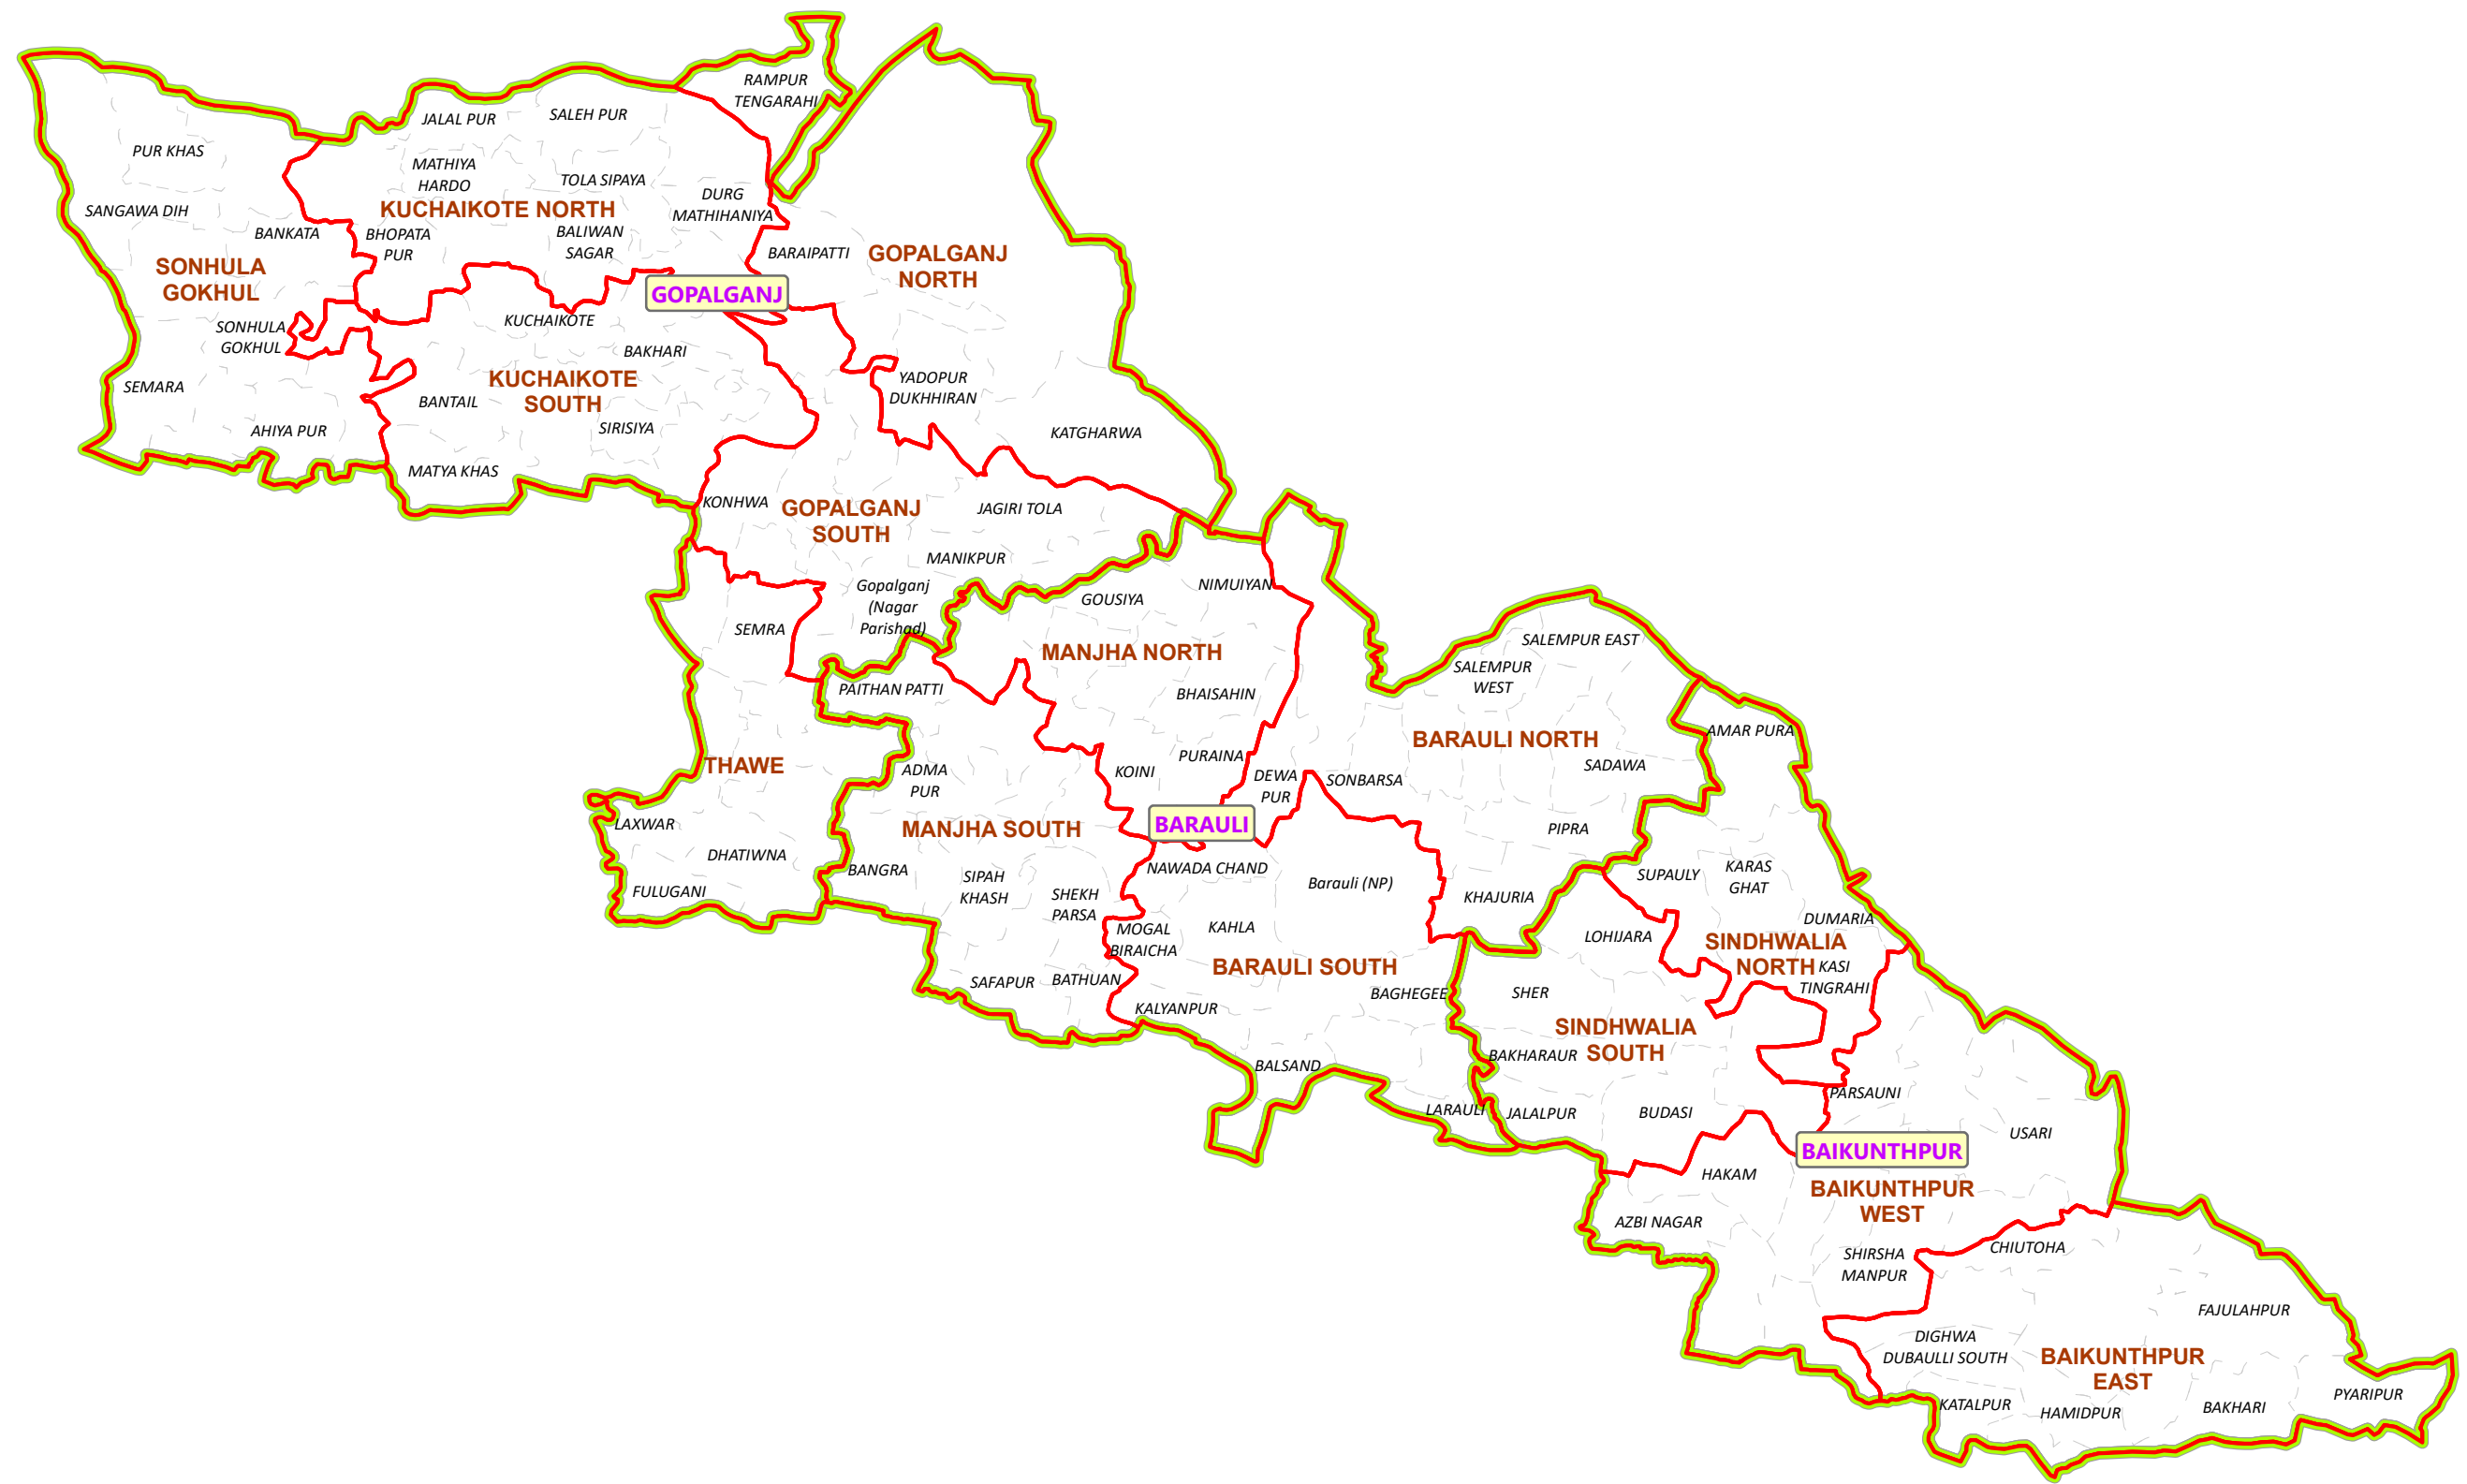 RAMPUR
TENGARAHI
JALAL PUR
SALEH PUR
PUR KHAS
MATHIYA
HARDO
TOLA SIPAYA
DURG
MATHIHANIYA
SANGAWA DIH
KUCHAIKOTE NORTH
BANKATA
BHOPATA
PUR
BALIWAN
SAGAR
BARAIPATTI
GOPALGANJ
NORTH
SONHULA
GOKHUL
GOPALGANJ
SONHULA
GOKHUL
KUCHAIKOTE
BAKHARI
SEMARA
KUCHAIKOTE
SOUTH
BANTAIL
YADOPUR
DUKHHIRAN
AHIYA PUR
SIRISIYA
KATGHARWA
MATYA KHAS
KONHWA
GOPALGANJ
SOUTH
JAGIRI TOLA
MANIKPUR
Gopalganj
(Nagar
Parishad)
GOUSIYA
NIMUIYAN
SEMRA
MANJHA NORTH
SALEMPUR EAST
SALEMPUR
WEST
PAITHAN PATTI
BHAISAHIN
BARAULI NORTH
AMAR PURA
THAWE
ADMA
PUR
KOINI
PURAINA
DEWA
PUR
SONBARSA
SADAWA
LAXWAR
MANJHA SOUTH
BARAULI
PIPRA
DHATIWNA
FULUGANI
BANGRA
SIPAH
KHASH
SHEKH
PARSA
NAWADA CHAND
Barauli (NP)
KHAJURIA
SUPAULY
KARAS
GHAT
MOGAL
BIRAICHA
KAHLA
LOHIJARA
DUMARIA
SINDHWALIA
NORTH
KASI
TINGRAHI
SAFAPUR
BATHUAN
BARAULI SOUTH
BAGHEGEE
SHER
KALYANPUR
SINDHWALIA
SOUTH
BALSAND
BAKHARAUR
LARAULI
JALALPUR
BUDASI
PARSAUNI
USARI
BAIKUNTHPUR
HAKAM
BAIKUNTHPUR
WEST
AZBI NAGAR
SHIRSHA
MANPUR
CHIUTOHA
FAJULAHPUR
DIGHWA
DUBAULLI SOUTH
BAIKUNTHPUR
EAST
KATALPUR
HAMIDPUR
BAKHARI
PYARIPUR